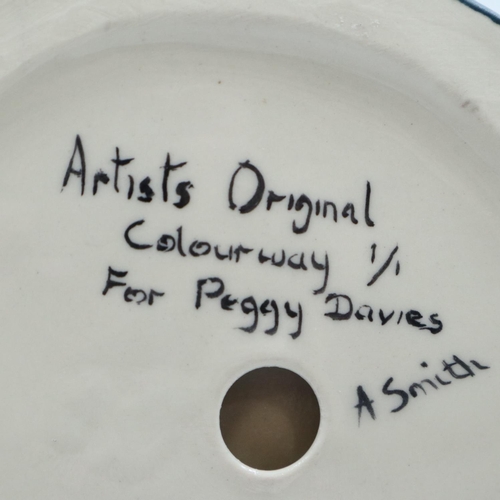 Artists Original
Colourway 1/1
For Peggy Davies
A Smith